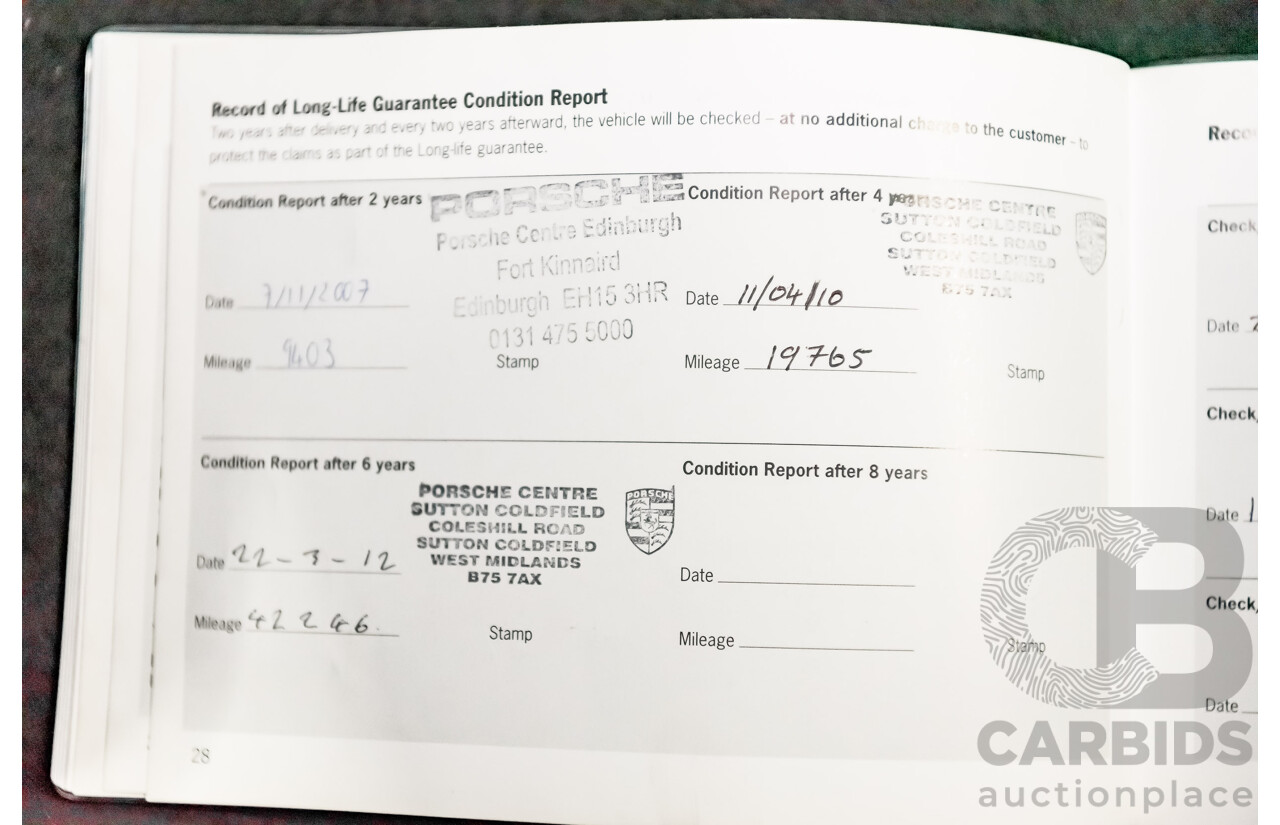 Record of Long-Life Guarantee Condition Report
Two years after delivery and every two years afterward, the vehicle will be checked – at no additional charge to the customer – to
protect the claims as part of the Long-life guarantee.
Condition Report after 2 years
PORSCHE
Porsche Centre Edinburgh
Fort Kinnaird
Edinburgh EH15 3HR
0131 475 5000
Date 7/11/2007
Mileage 9403
Stamp
Condition Report after 4 years
PORSCHE CENTRE
SUTTON COLDFIELD
COLESHILL ROAD
SUTTON COLDFIELD
WEST MIDLANDS
B75 7AX
Date 11/04/10
Mileage 19765
Stamp
Condition Report after 6 years
PORSCHE CENTRE
SUTTON COLDFIELD
COLESHILL ROAD
SUTTON COLDFIELD
WEST MIDLANDS
B75 7AX
PORSCHE
Date 22-3-12
Mileage 42246.
Stamp
Condition Report after 8 years
Date
Mileage
Stamp
28
Check,
Date
Check,
Date 1
Check,
Date
CARBIDS
auctionplace